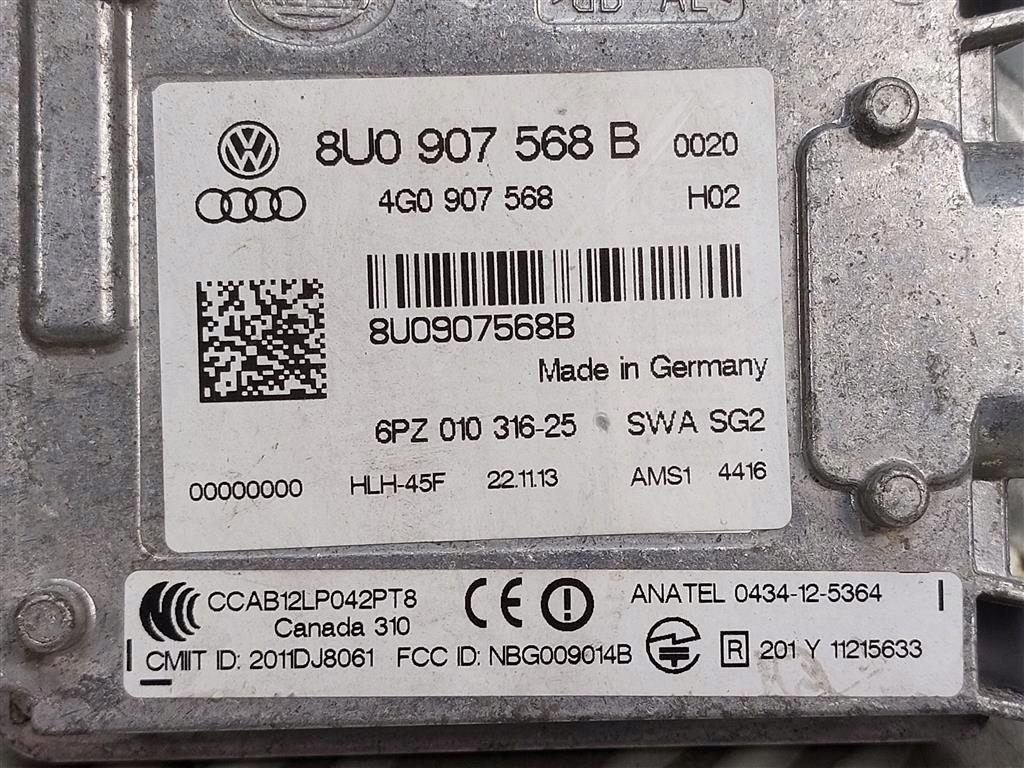 8U0 907 568 B 0020
4G0 907 568 H02
8U0907568B
Made in Germany
6PZ 010 316-25 SWA SG2
00000000 HLH-45F 22.11.13 AMS1 4416
CCAB12LP042PT8 CE ANATEL 0434-12-5364
Canada 310
CMIIT ID: 2011DJ8061 FCC ID: NBG009014B R 201 Y 11215633